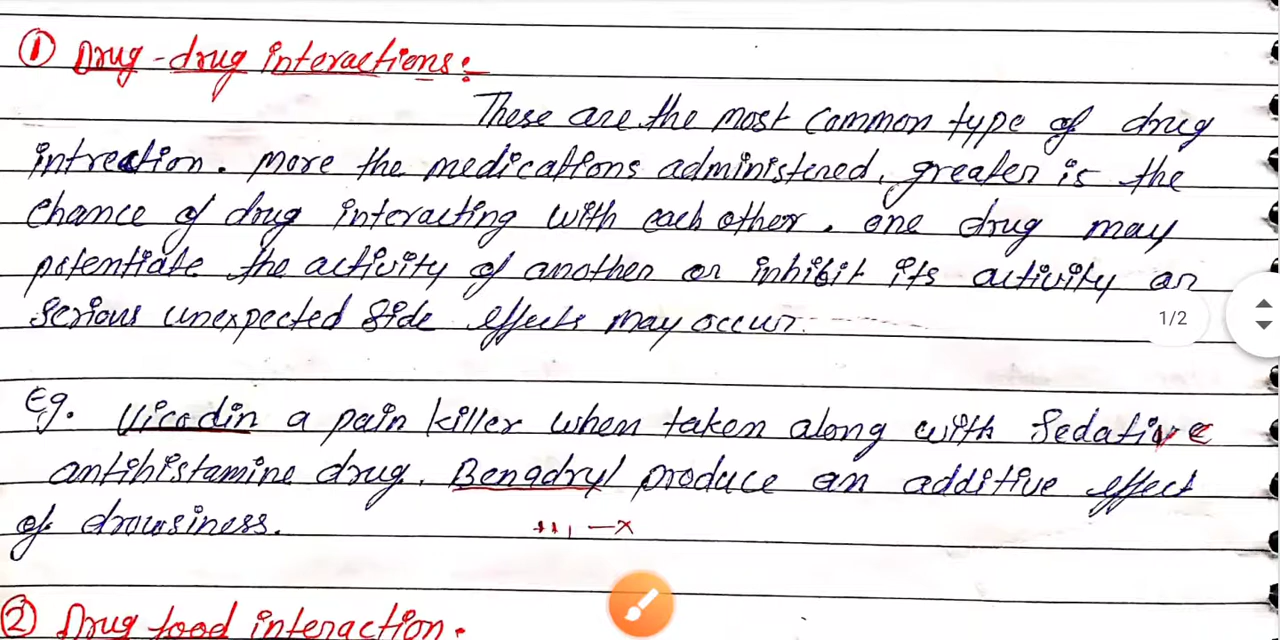 ① Drug-drug interactions:
These are the most common type of drug
intrection. More the medications administered, greater is the
chance of drug interacting with each other. one drug may
potentiate the activity of another or inhibit its activity or
serious unexpected side effects may occur.
1/2
Eg. Vicodin a pain killer when taken along with sedative
antihistamine drug. Benadryl produce an additive effect
of drowsiness.
++, —x
② Drug food interaction.